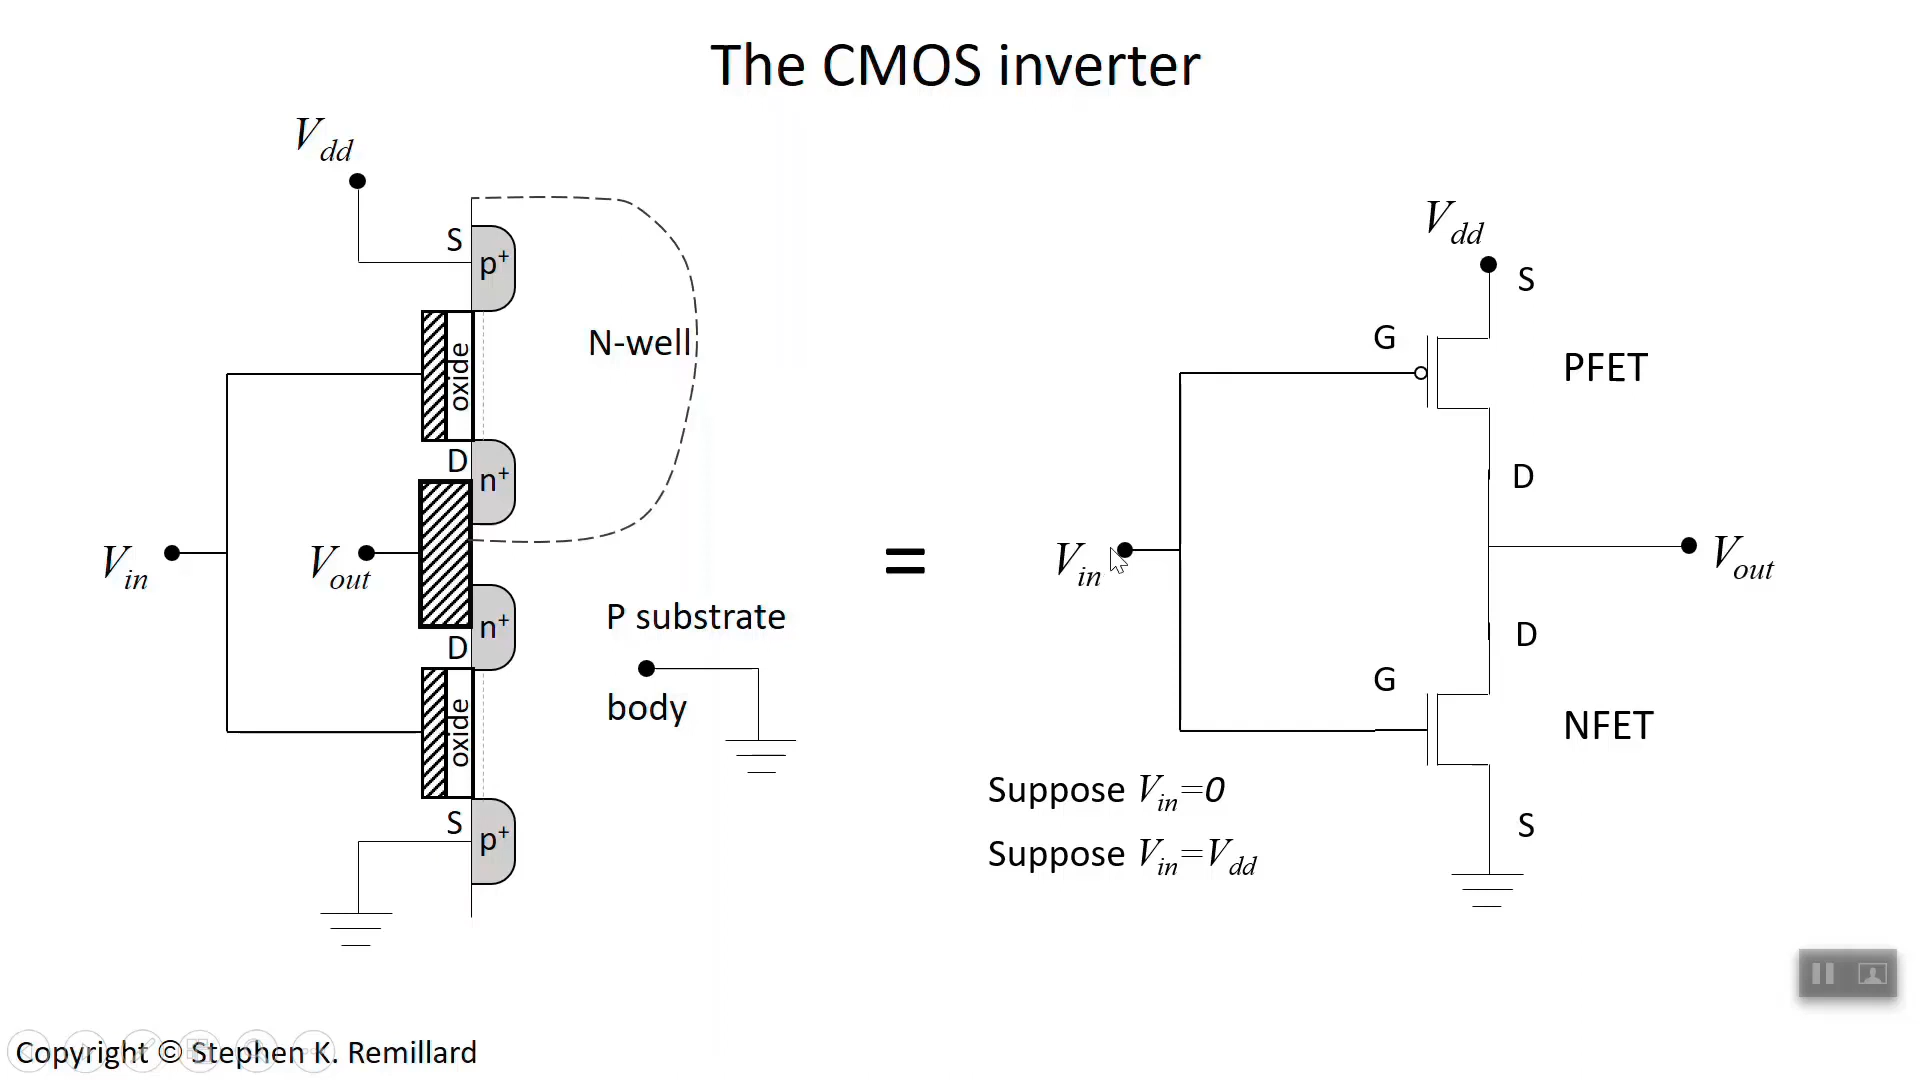 The CMOS inverter
Vdd
S
p+
oxide
N-well
D
n+
Vin
Vout
n+
D
P substrate
body
oxide
S
p+
=
Vdd
S
G
PFET
D
Vin
Vout
D
G
NFET
S
Suppose Vin=0
Suppose Vin=Vdd
Copyright © Stephen K. Remillard